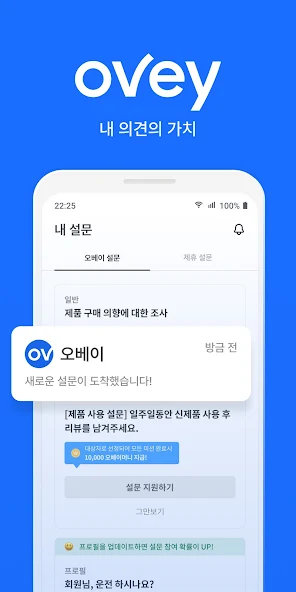 ovey
내 의견의 가치
22:25
100%
내 설문
오베이 설문
제휴 설문
일반
제품 구매 의향에 대한 조사
OV 오베이
방금 전
새로운 설문이 도착했습니다!
[제품 사용 설문] 일주일동안 신제품 사용 후
리뷰를 남겨주세요.
대상자로 선정되어 모든 미션 완료시
10,000 오베이머니 지급!
설문 지원하기
그만보기
프로필을 업데이트하면 설문 참여 확률이 UP!
프로필
회원님, 운전 하시나요?